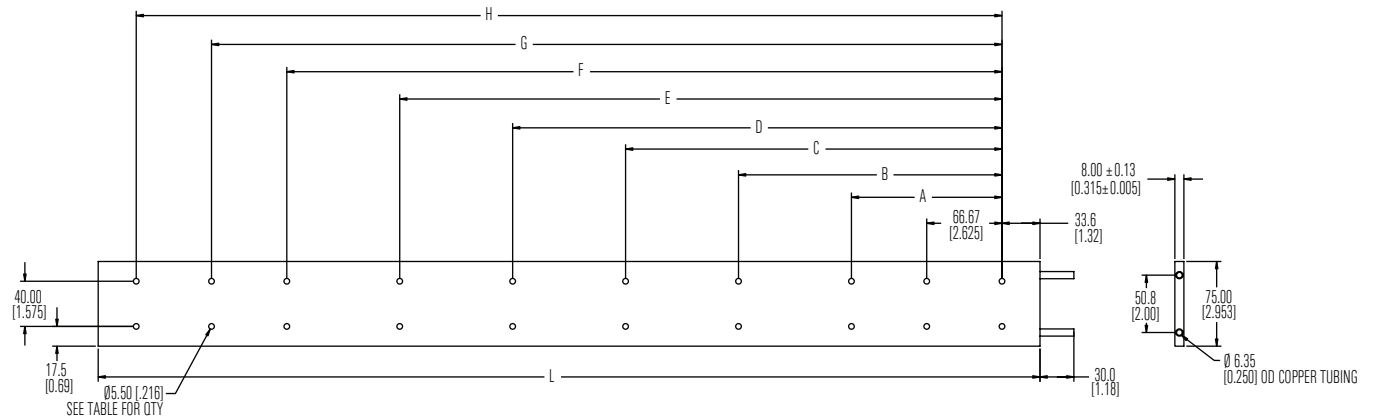 H
G
F
E
D
C
B
A
66.67
[2.625]
33.6
[1.32]
8.00 ±0.13
[0.315±0.005]
40.00
[1.575]
17.5
[0.69]
Ø5.50 [.216]
SEE TABLE FOR QTY
L
30.0
[1.18]
50.8
[2.00]
75.00
[2.953]
Ø 6.35
[0.250] OD COPPER TUBING